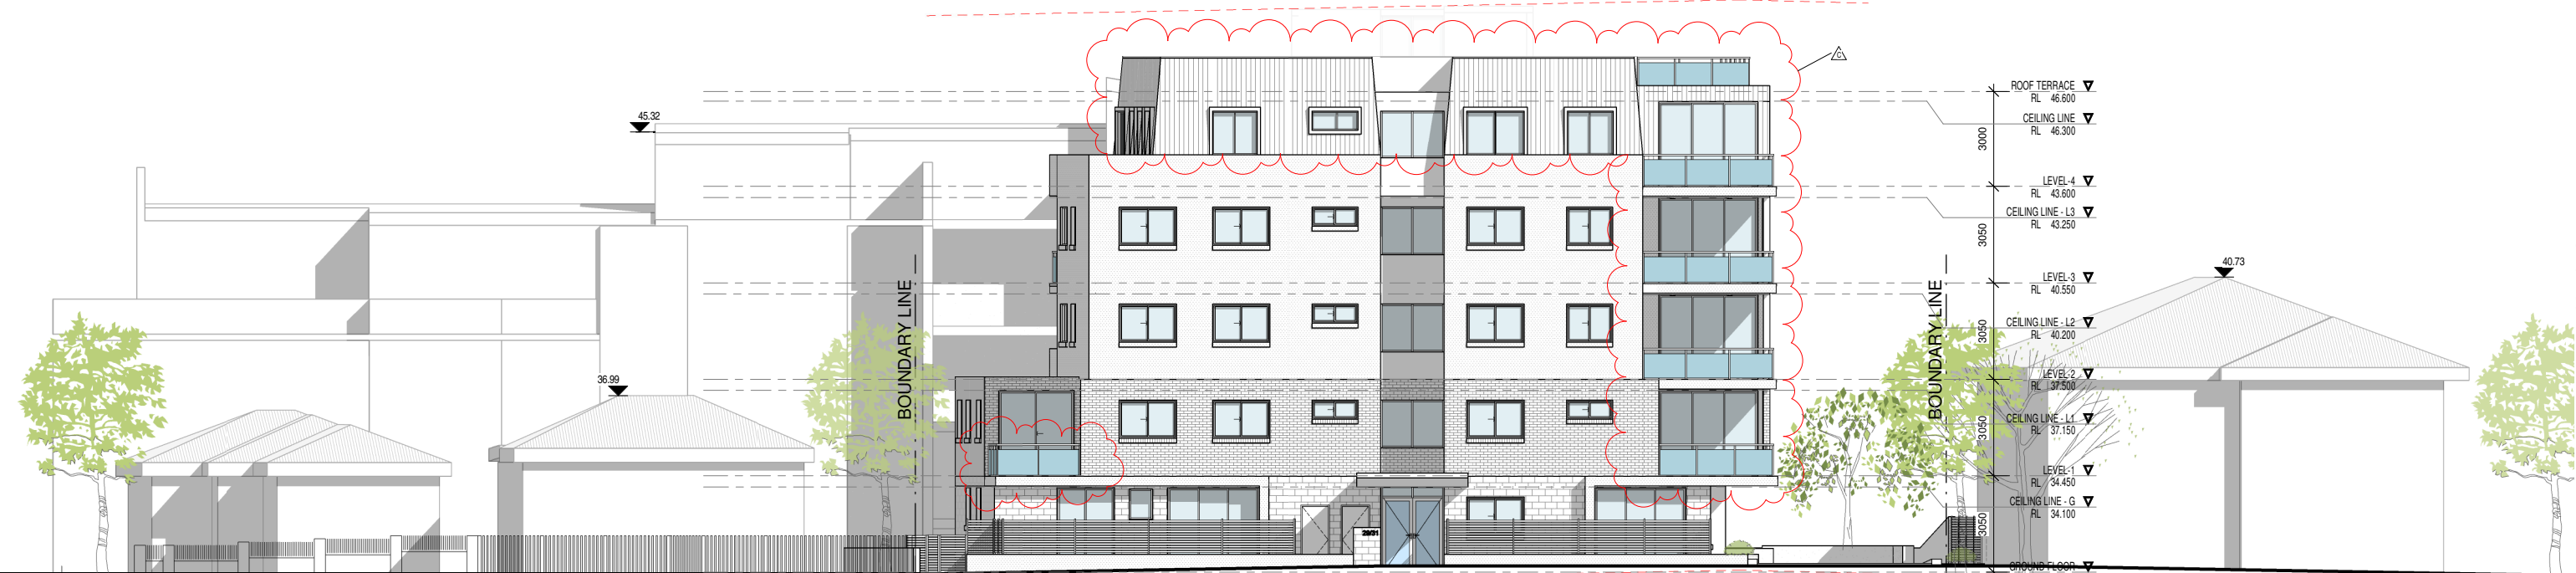 C
ROOF TERRACE
RL 46.600
CEILING LINE
RL 46.300
3000
45.32
LEVEL-4
RL 43.600
CEILING LINE - L3
RL 43.250
3050
40.73
LEVEL-3
RL 40.550
BOUNDARY LINE
BOUNDARY LINE
CEILING LINE - L2
RL 40.200
3050
36.99
LEVEL-2
RL 37.500
CEILING LINE - L1
RL 37.150
3050
LEVEL-1
RL 34.450
CEILING LINE - G
RL 34.100
3050
29/31
GROUND FLOOR